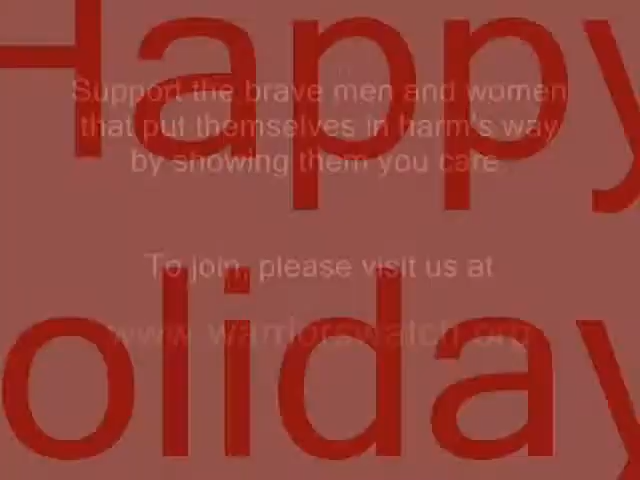 Happy
Support the brave men and women
that put themselves in harm's way
by showing them you care
To join, please visit us at
www.warriorswatch.org
oliday